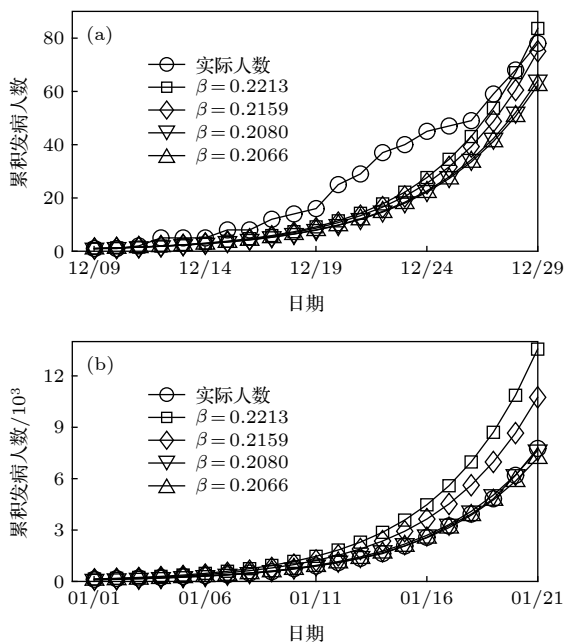 (a)
80
60
40
20
0
累积发病人数
实际人数
β=0.2213
β=0.2159
β=0.2080
β=0.2066
12/09 12/14 12/19 12/24 12/29
日期
(b)
12
9
6
3
0
累积发病人数/10³
实际人数
β=0.2213
β=0.2159
β=0.2080
β=0.2066
01/01 01/06 01/11 01/16 01/21
日期